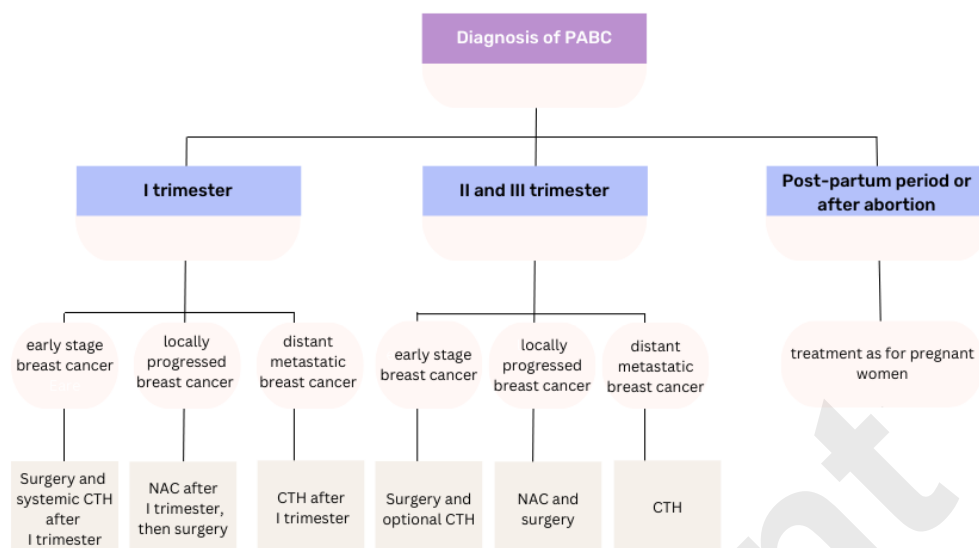 Diagnosis of PABC
I trimester
II and III trimester
Post-partum period or
after abortion
early stage
breast cancer
locally
progressed
breast cancer
distant
metastatic
breast cancer
early stage
breast cancer
locally
progressed
breast cancer
distant
metastatic
breast cancer
treatment as for pregnant
women
Surgery and
systemic CTH
after
I trimester
NAC after
I trimester,
then surgery
CTH after
I trimester
Surgery and
optional CTH
NAC and
surgery
CTH